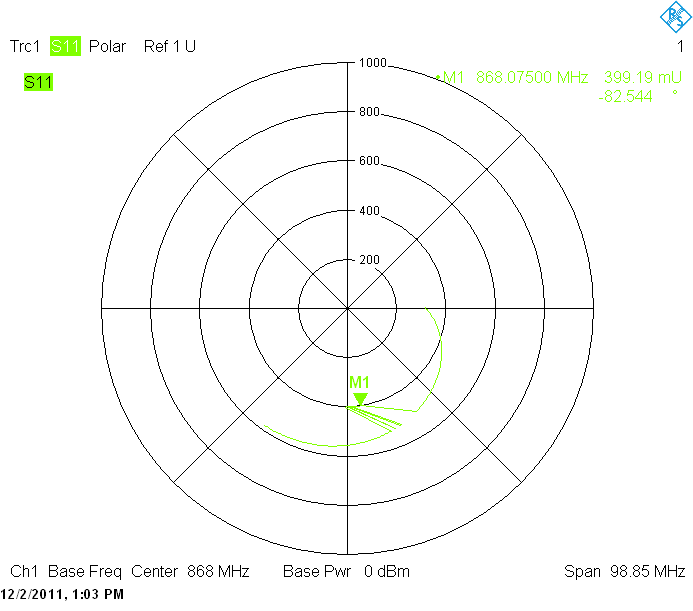 R S
Trc1 S11 Polar Ref 1 U 1
S11
1000
•M1 868.07500 MHz 399.19 mU
-82.544 °
800
600
400
200
M1
Ch1 Base Freq Center 868 MHz Base Pwr 0 dBm Span 98.85 MHz
12/2/2011, 1:03 PM